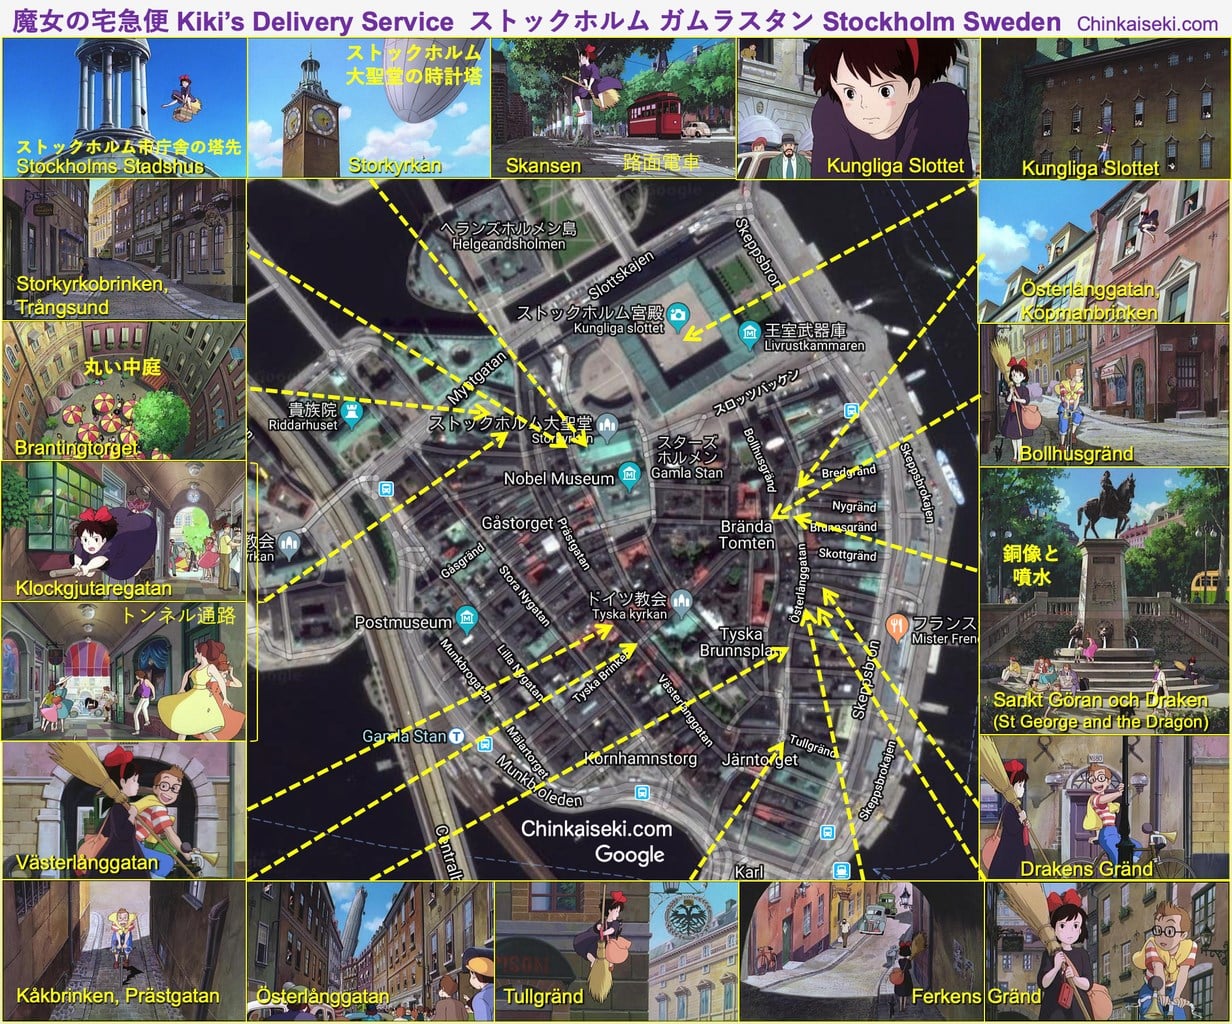 魔女の宅急便 Kiki's Delivery Service ストックホルム ガムラスタン Stockholm Sweden Chinkaiseki.com
ストックホルム市庁舎の塔先
Stockholms Stadshus
ストックホルム
大聖堂の時計塔
Storkyrkan
Skansen 路面電車
Kungliga Slottet
Kungliga Slottet
Storkyrkobrinken,
Trångsund
丸い中庭
Brantingtorget
Klockgjutaregatan
トンネル通路
Västerlånggatan
Kåkbrinken, Prästgatan
Österlånggatan
Tullgränd
Ferkens Gränd
Österlånggatan,
Köpmanbrinken
Bollhusgränd
銅像と
噴水
Sankt Göran och Draken
(St George and the Dragon)
Drakens Gränd
Google
ヘランズホルメン島
Helgeandsholmen
Slottskajen
Skeppsbron
ストックホルム宮殿
Kungliga slottet
王室武器庫
Livrustkammaren
Myntgatan
スロッツバッケン
貴族院
Riddarhuset
ストックホルム大聖堂
Storkyrkan
スターズ
ホルメン
Gamla Stan
Nobel Museum
Bollhusgränd
Bredgränd
Nygränd
Brunnsgränd
Skottgränd
Skeppsbrokajen
Gåstorget
Prästgatan
Brända
Tomten
教会
yrkan
Gåsgränd
Stora Nygatan
Österlånggatan
ドイツ教会
Tyska kyrkan
Postmuseum
Tyska
Brunnsplan
フランス
Mister Fren
Munkbrogatan
Lilla Nygatan
Tyska Brinken
Västerlånggatan
Skeppsbron
Gamla Stan
Mälartorget
Kornhamnstorg
Järntorget
Tullgränd
Munkbroleden
Skeppsbrokajen
Centralb
Chinkaiseki.com
Google
Karl